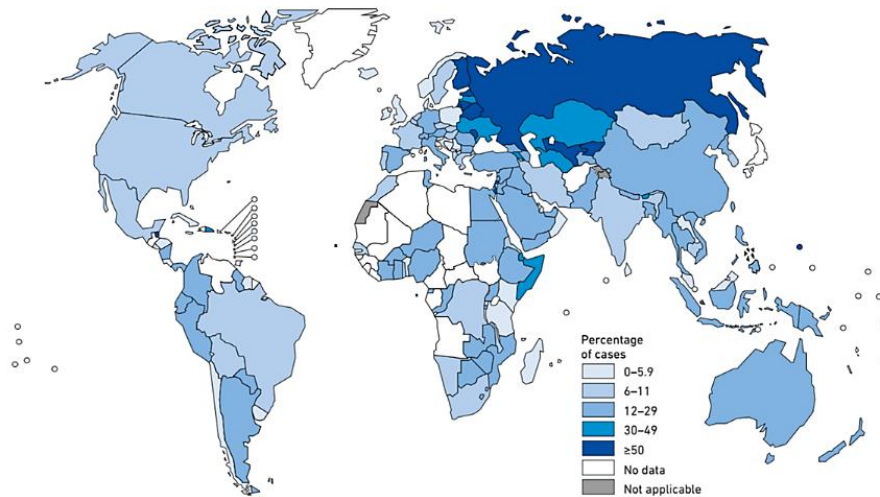 Percentage
of cases
0–5.9
6–11
12–29
30–49
≥50
No data
Not applicable